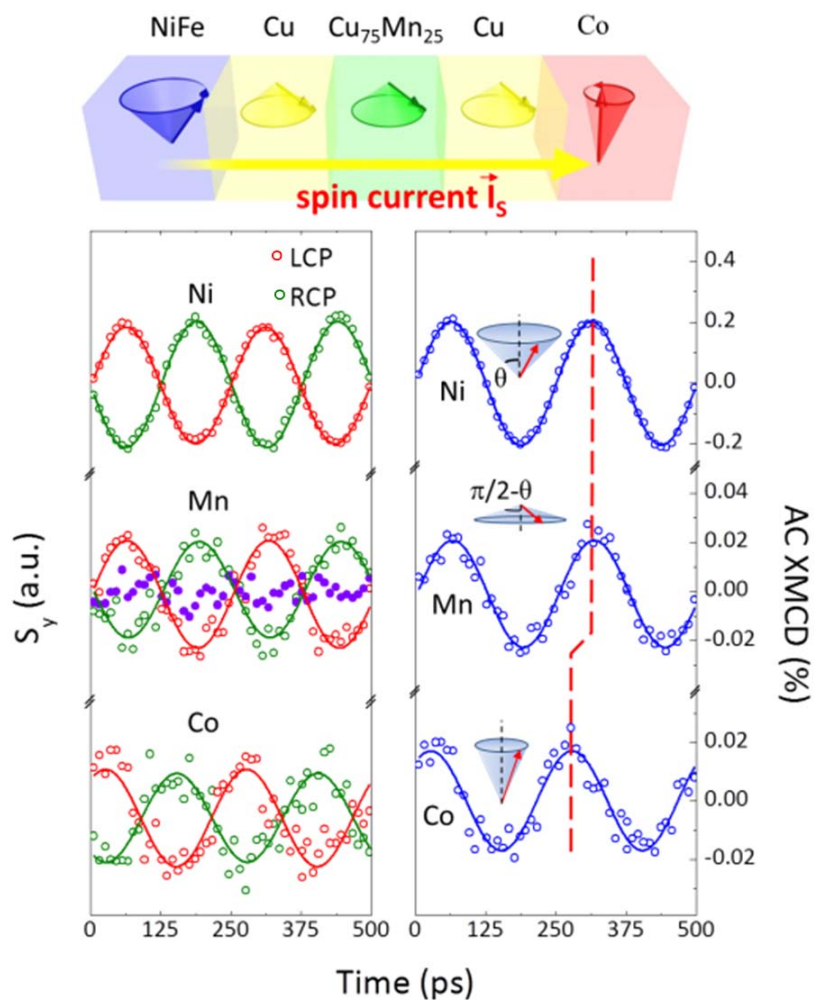 NiFe Cu Cu₇₅Mn₂₅ Cu Co
spin current I⃗_S
LCP
RCP
Ni
Mn
Co
0 125 250 375 500
S_y (a.u.)
θ
Ni
π/2-θ
Mn
Co
0.4
0.2
0.0
-0.2
0.04
0.02
0.00
-0.02
0.02
0.00
-0.02
0 125 250 375 500
AC XMCD (%)
Time (ps)